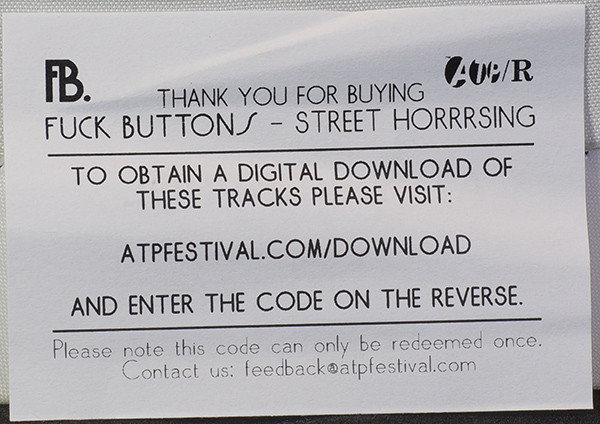 FB.
ATP/R
THANK YOU FOR BUYING
FUCK BUTTONS – STREET HORRRSING
TO OBTAIN A DIGITAL DOWNLOAD OF
THESE TRACKS PLEASE VISIT:
ATPFESTIVAL.COM/DOWNLOAD
AND ENTER THE CODE ON THE REVERSE.
Please note this code can only be redeemed once.
Contact us: feedback@atpfestival.com